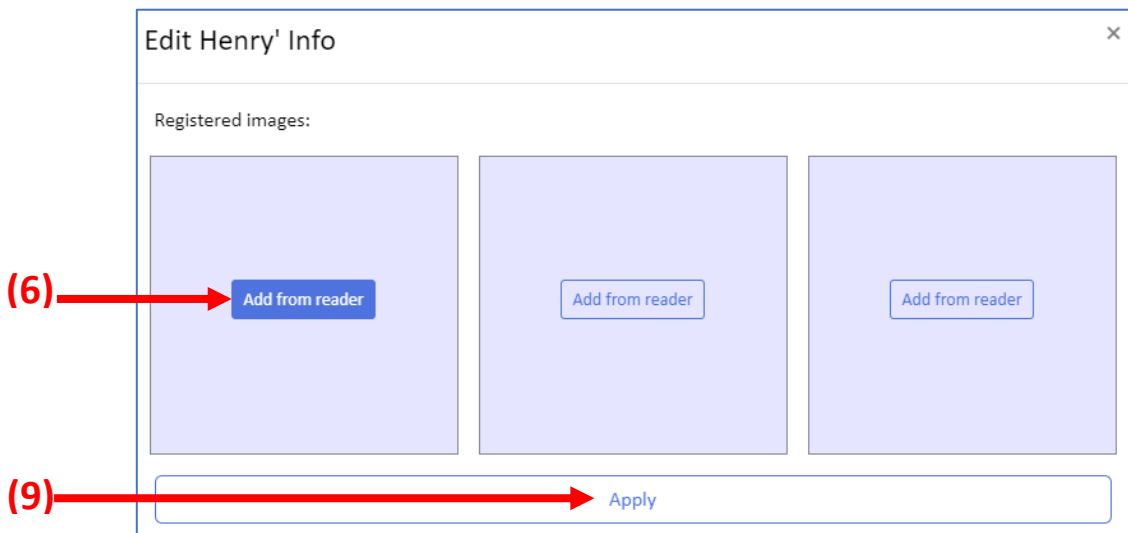 Edit Henry' Info ×
Registered images:
(6) Add from reader Add from reader Add from reader
(9) Apply